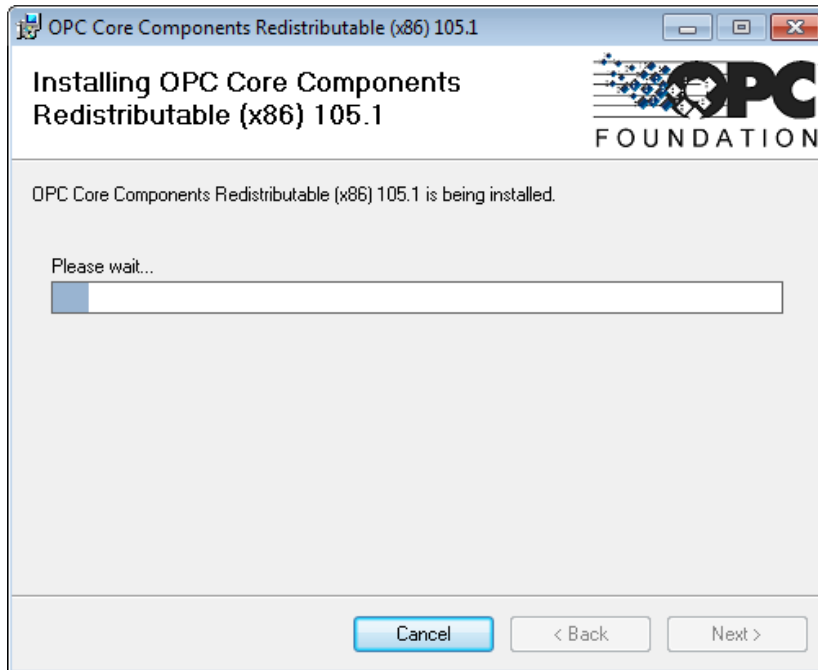 OPC Core Components Redistributable (x86) 105.1
Installing OPC Core Components
Redistributable (x86) 105.1
OPC
FOUNDATION
OPC Core Components Redistributable (x86) 105.1 is being installed.
Please wait...
Cancel
< Back
Next >